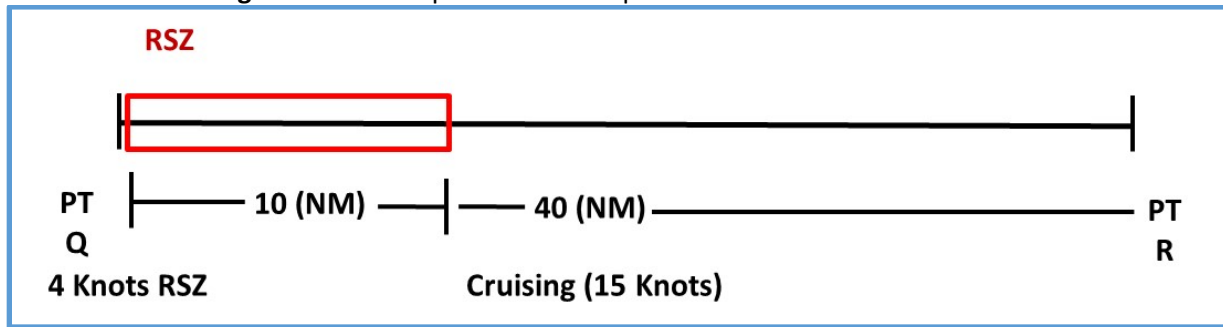 RSZ
10 (NM)
40 (NM)
PT
Q
PT
R
4 Knots RSZ
Cruising (15 Knots)